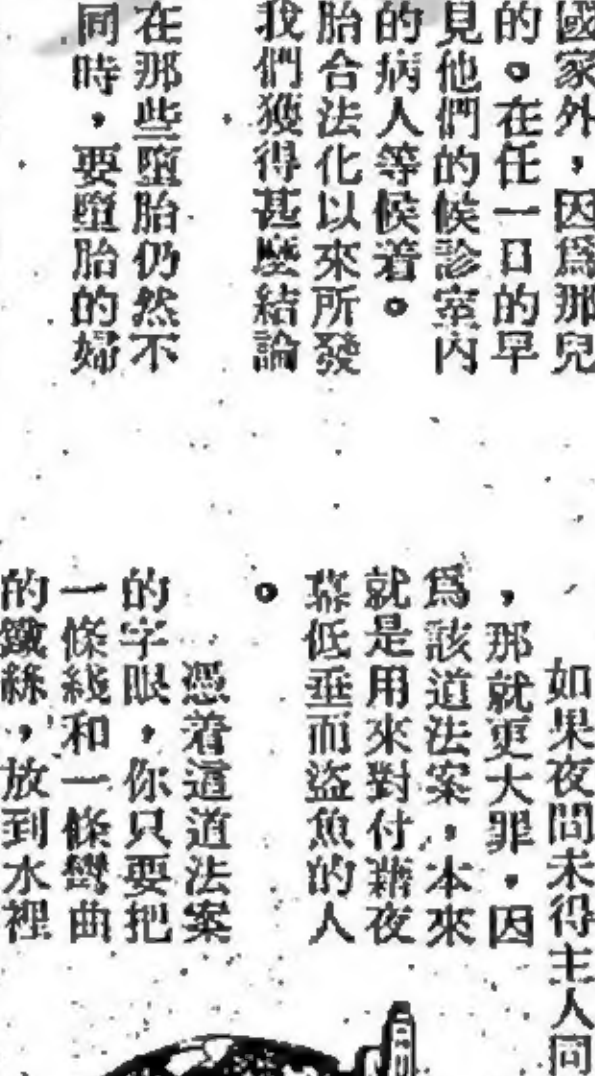 國家外，因爲那兒
的。在任一日的早
見他們的候診室內
的病人等候着。
胎合法化以來所發
我們獲得甚麼結論
在那些墮胎仍然不
同時，要墮胎的婦
如果夜間未得主人同
，那就更大罪，因
爲該道法案，本來
就是用來對付藉夜
幕低垂而盜魚的人
。
憑着這道法案
的字眼，你只要把
一條綫和一條彎曲
的鐵絲，放到水裡